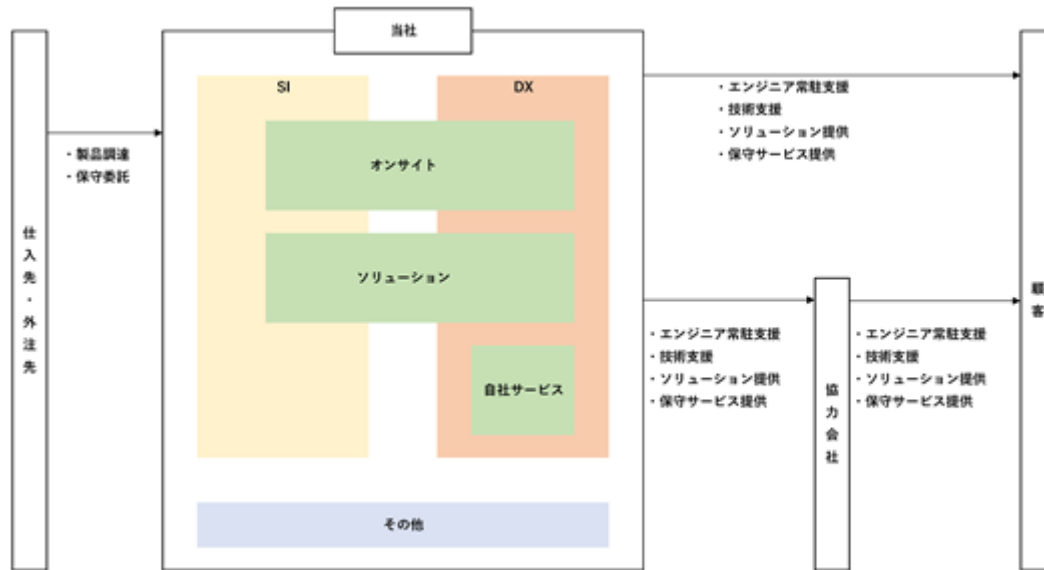 当社
SI
DX
オンサイト
ソリューション
自社サービス
その他
仕入先・外注先
・製品調達
・保守委託
・エンジニア常駐支援
・技術支援
・ソリューション提供
・保守サービス提供
・エンジニア常駐支援
・技術支援
・ソリューション提供
・保守サービス提供
協力会社
・エンジニア常駐支援
・技術支援
・ソリューション提供
・保守サービス提供
顧客